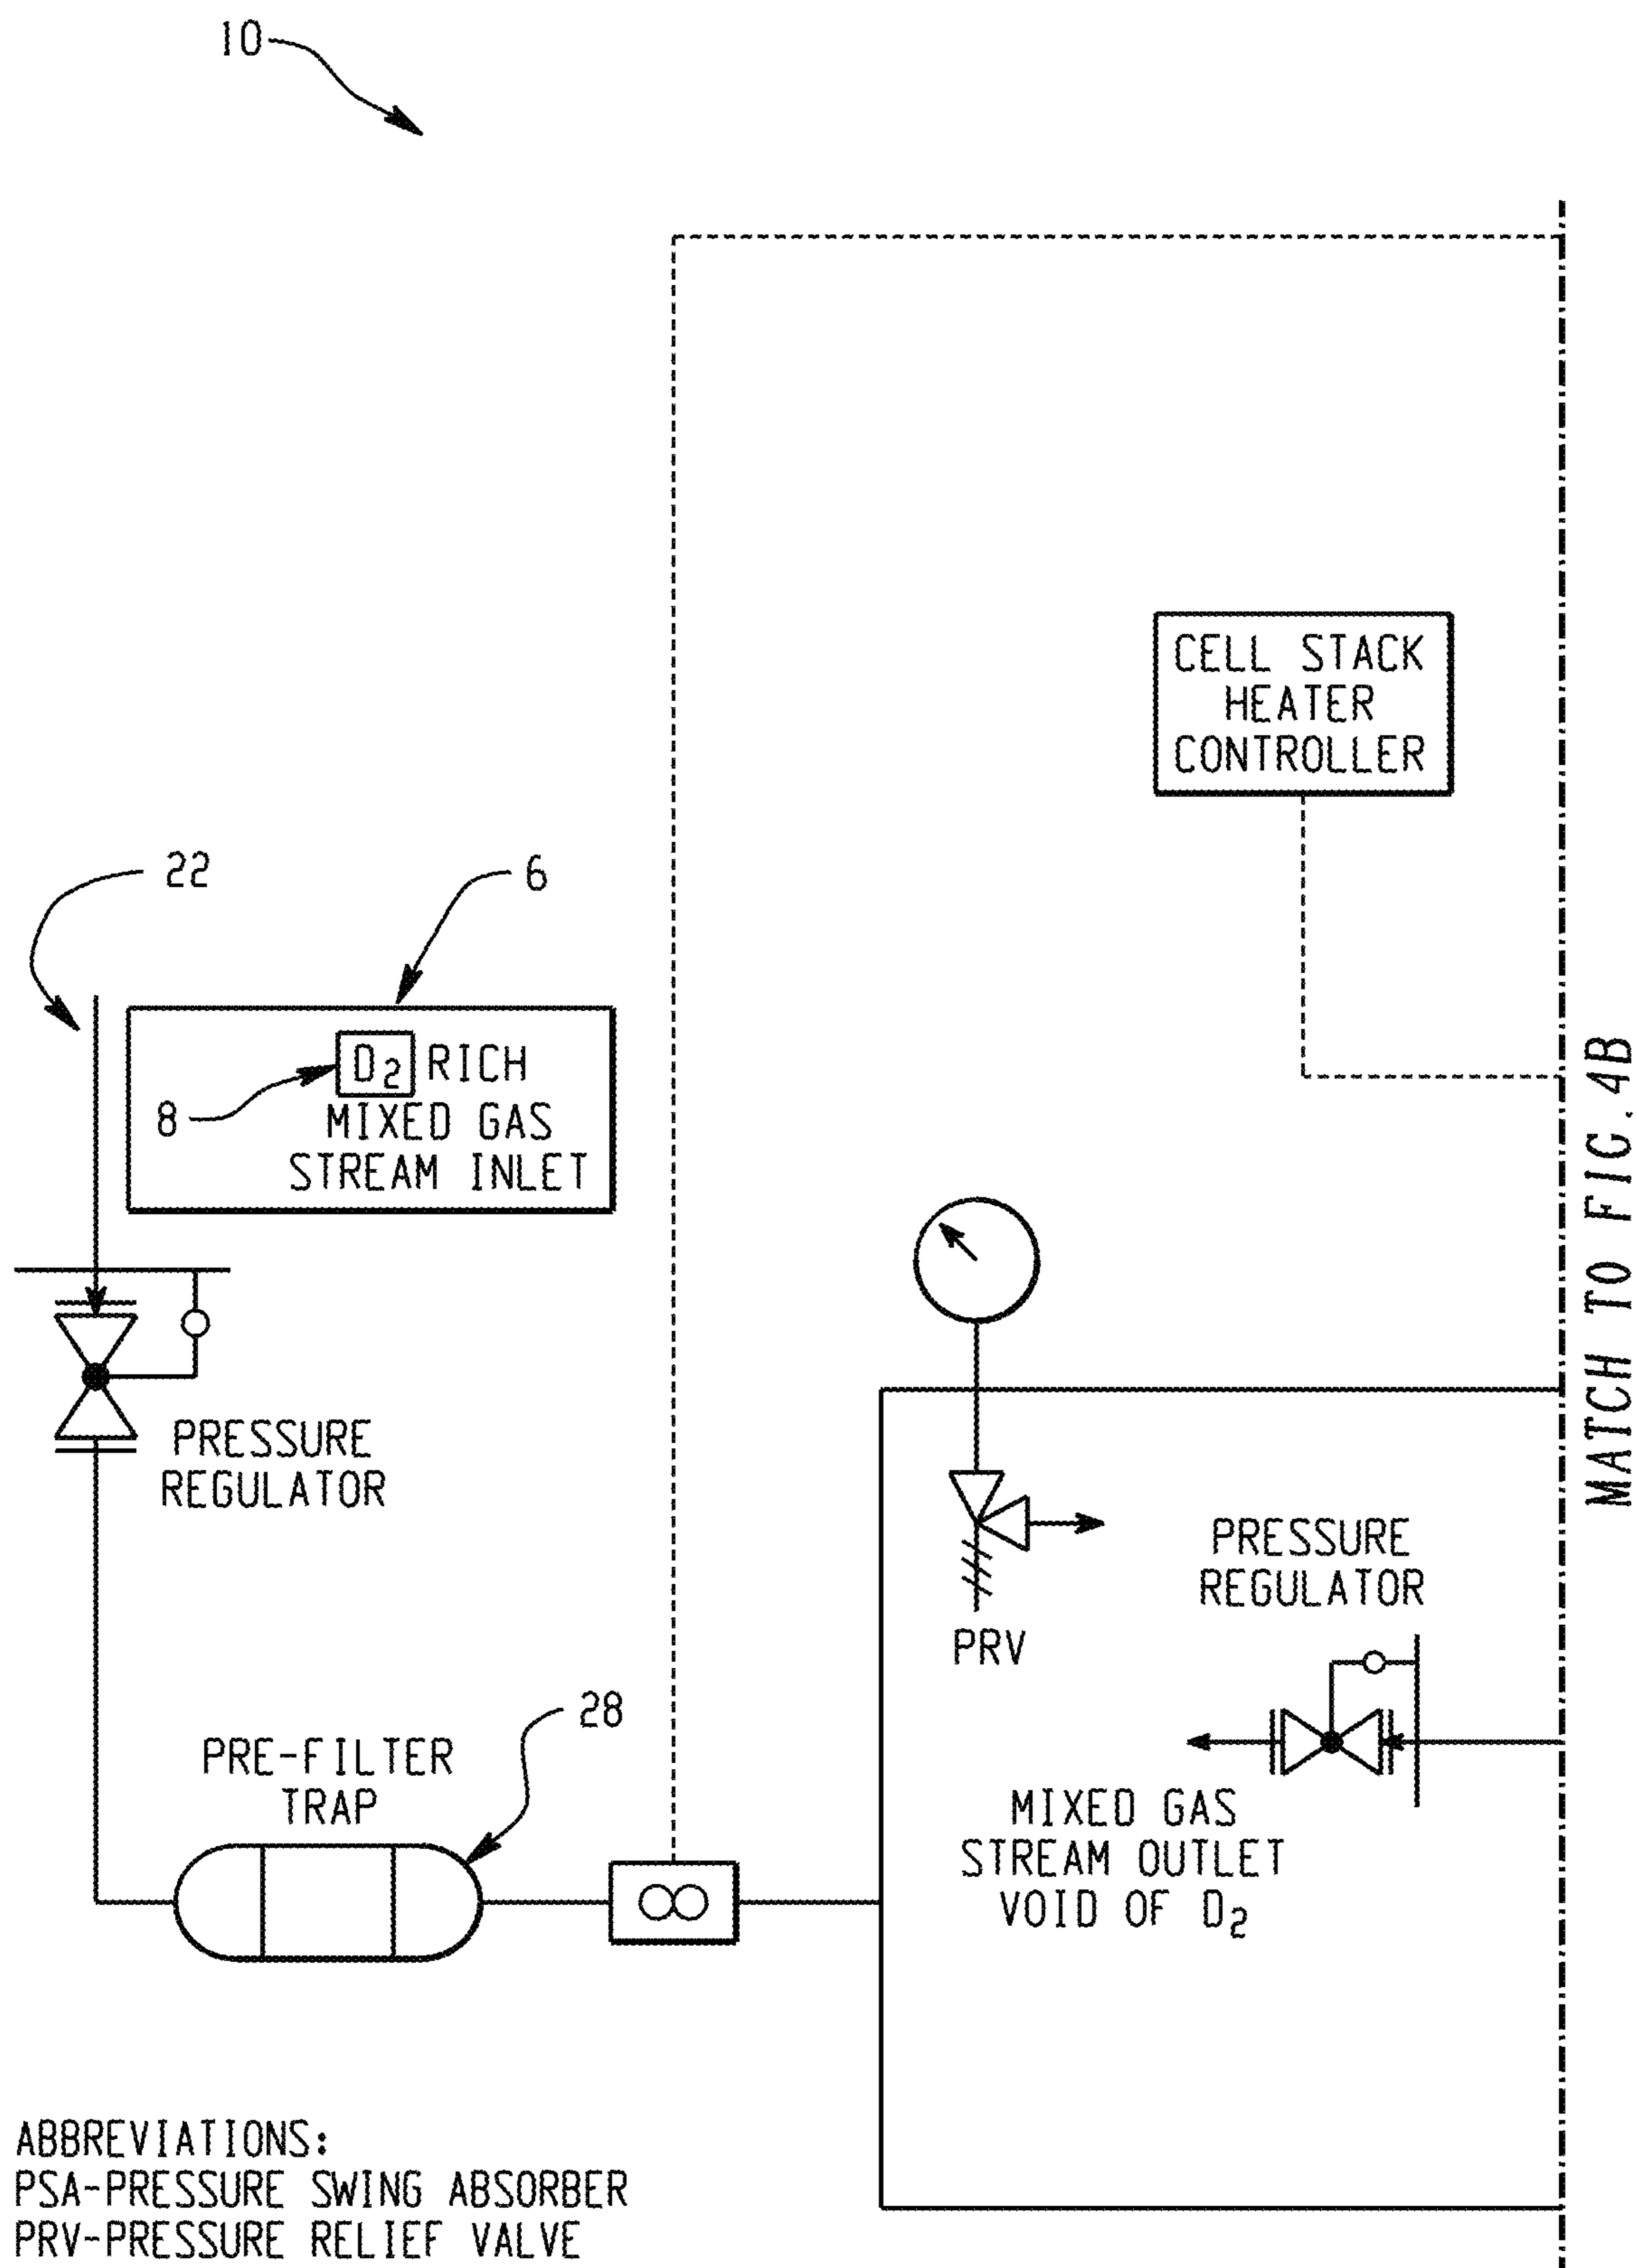 10
CELL STACK
HEATER
CONTROLLER
22
6
D2 RICH
8
MIXED GAS
STREAM INLET
MATCH TO FIG. 4B
PRESSURE
REGULATOR
PRESSURE
REGULATOR
PRV
28
PRE-FILTER
TRAP
MIXED GAS
STREAM OUTLET
VOID OF D2
ABBREVIATIONS:
PSA-PRESSURE SWING ABSORBER
PRV-PRESSURE RELIEF VALVE